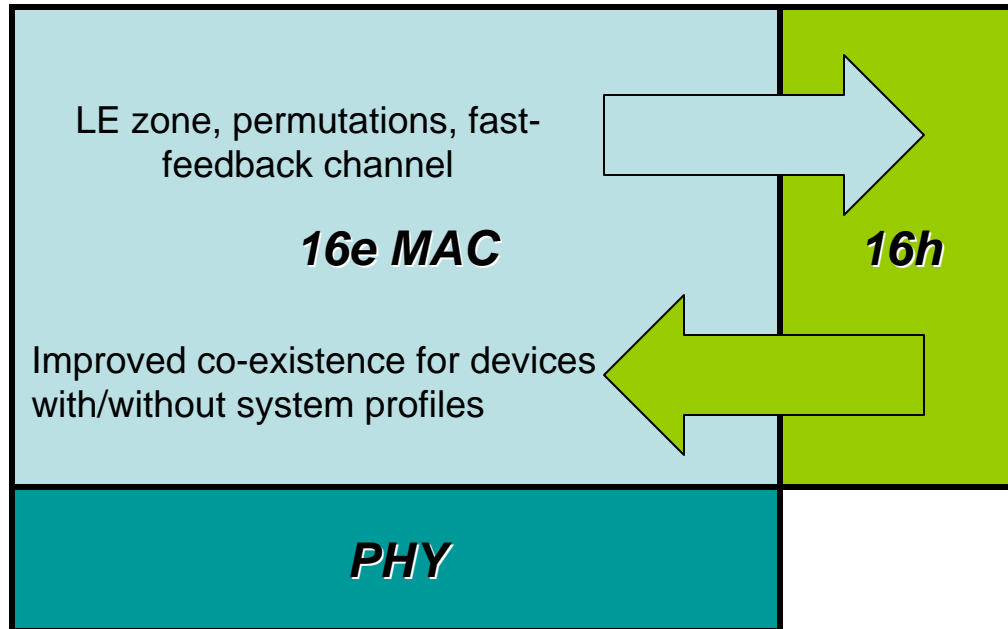 LE zone, permutations, fast-
feedback channel
16e MAC
16h
Improved co-existence for devices
with/without system profiles
PHY